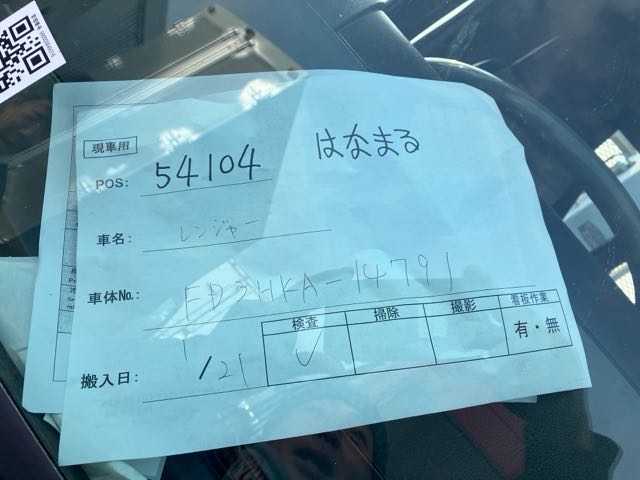 現車用
はなまる
POS: 54104
車名: レンジャー
車体No.: FD3HKA-14791
検査 掃除 撮影 看板作業
有・無
搬入日: 1/21